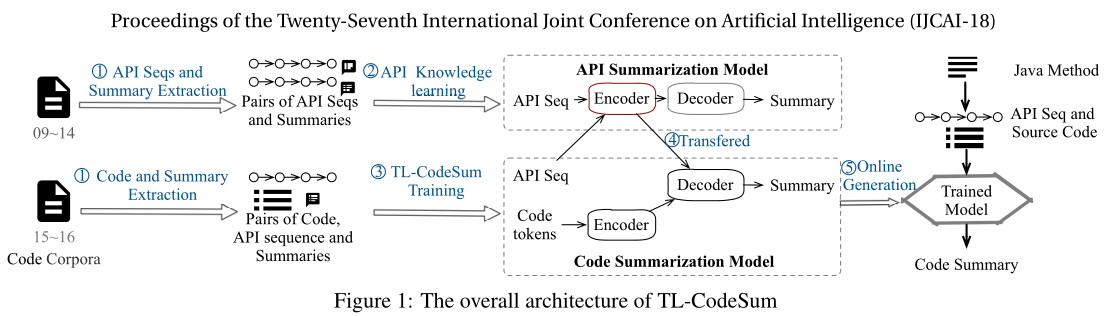 Proceedings of the Twenty-Seventh International Joint Conference on Artificial Intelligence (IJCAI-18)
① API Seqs and
Summary Extraction
09~14
Pairs of API Seqs
and Summaries
② API Knowledge
learning
API Summarization Model
API Seq
Encoder
Decoder
Summary
④Transfered
① Code and Summary
Extraction
15~16
Code Corpora
Pairs of Code,
API sequence and
Summaries
③ TL-CodeSum
Training
API Seq
Code
tokens
Encoder
Decoder
Summary
Code Summarization Model
⑤Online
Generation
Java Method
API Seq and
Source Code
Trained
Model
Code Summary
Figure 1: The overall architecture of TL-CodeSum